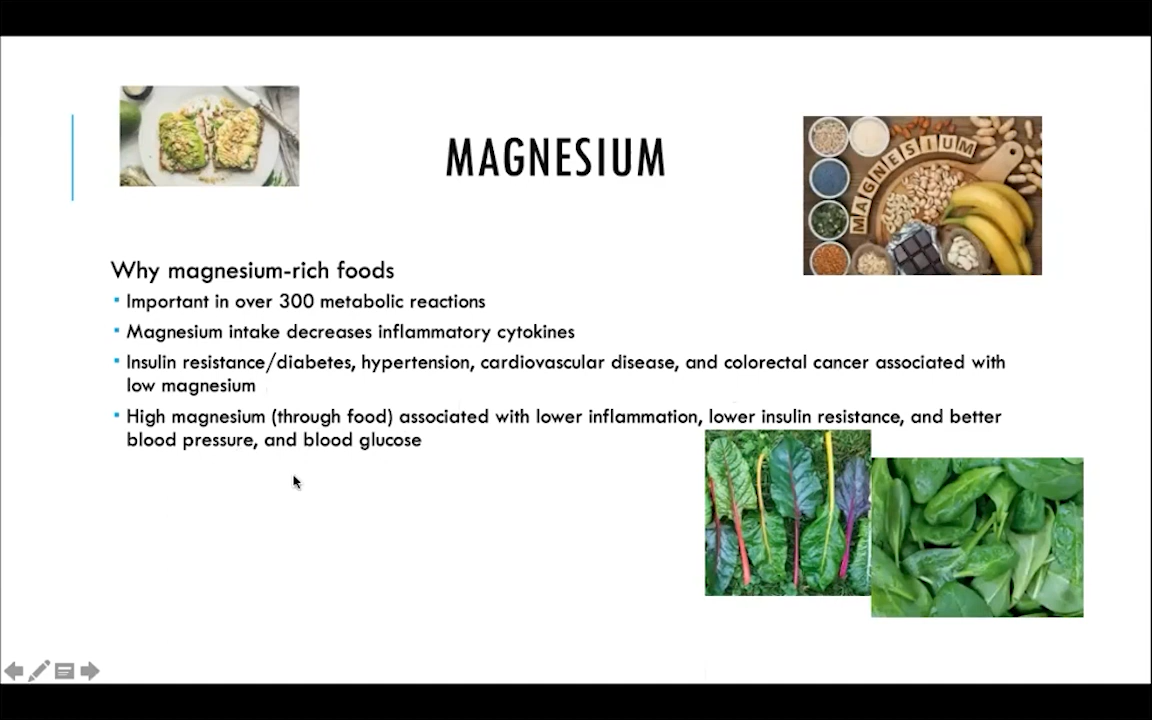 MAGNESIUM
MAGNESIUM
Why magnesium-rich foods
Important in over 300 metabolic reactions
Magnesium intake decreases inflammatory cytokines
Insulin resistance/diabetes, hypertension, cardiovascular disease, and colorectal cancer associated with
low magnesium
High magnesium (through food) associated with lower inflammation, lower insulin resistance, and better
blood pressure, and blood glucose